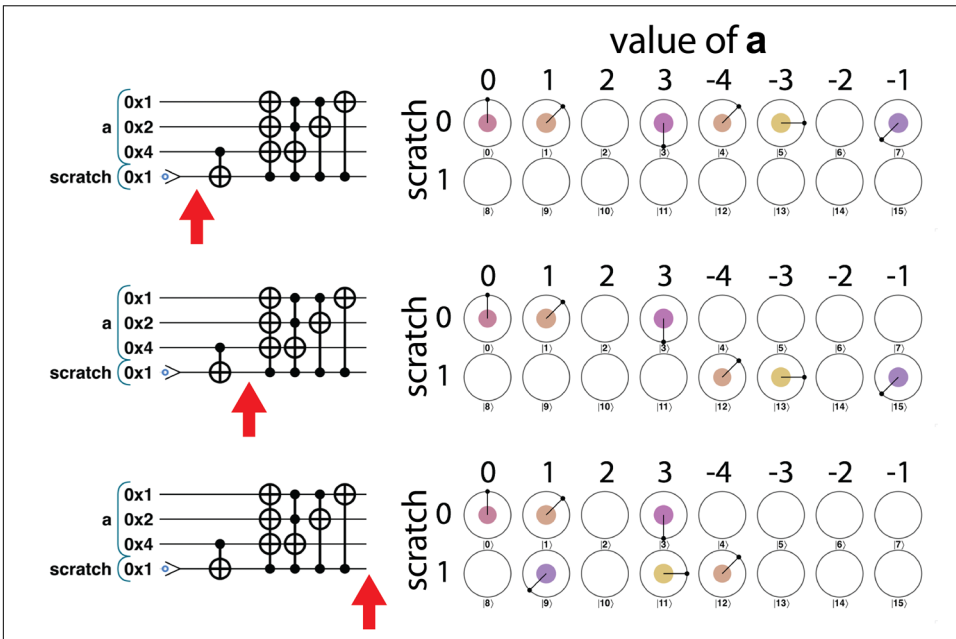 value of a
0 1 2 3 -4 -3 -2 -1
0x1
a 0x2
0x4
scratch 0x1
scratch
0
1
|0⟩ |1⟩ |2⟩ |3⟩ |4⟩ |5⟩ |6⟩ |7⟩
|8⟩ |9⟩ |10⟩ |11⟩ |12⟩ |13⟩ |14⟩ |15⟩
0 1 2 3 -4 -3 -2 -1
0x1
a 0x2
0x4
scratch 0x1
scratch
0
1
|0⟩ |1⟩ |2⟩ |3⟩ |4⟩ |5⟩ |6⟩ |7⟩
|8⟩ |9⟩ |10⟩ |11⟩ |12⟩ |13⟩ |14⟩ |15⟩
0 1 2 3 -4 -3 -2 -1
0x1
a 0x2
0x4
scratch 0x1
scratch
0
1
|0⟩ |1⟩ |2⟩ |3⟩ |4⟩ |5⟩ |6⟩ |7⟩
|8⟩ |9⟩ |10⟩ |11⟩ |12⟩ |13⟩ |14⟩ |15⟩